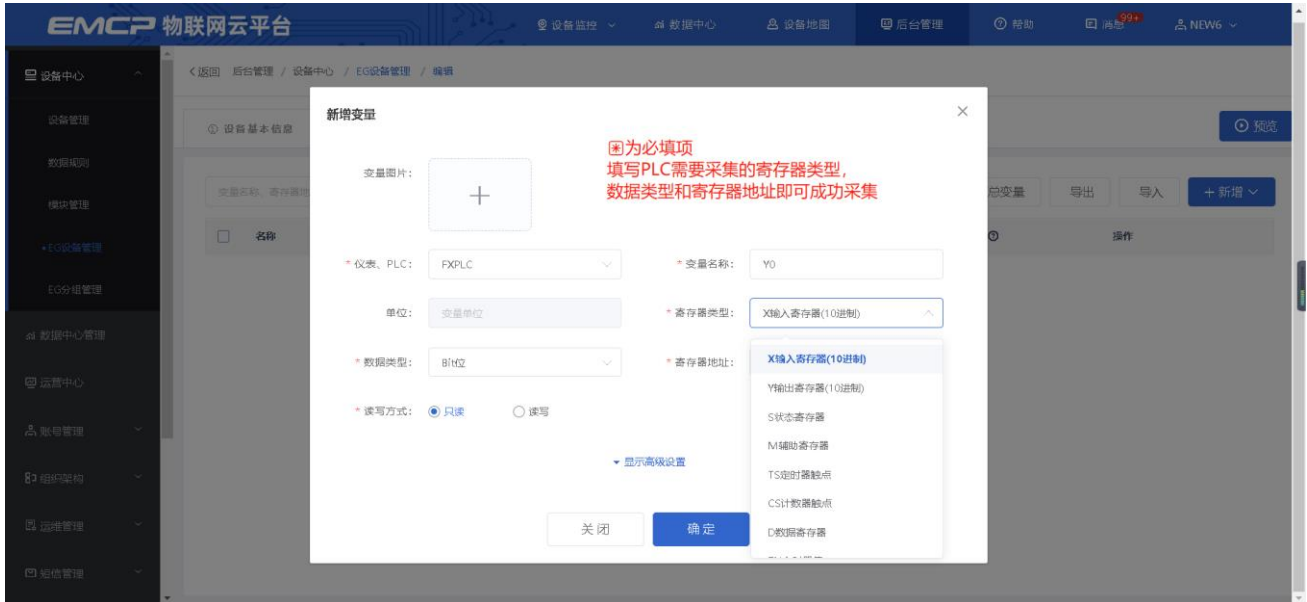 EMCP 物联网云平台
设备监控
数据中心
设备地图
后台管理
帮助
消息
99+
NEW6
设备中心
设备管理
数据规则
模块管理
EG设备管理
EG分组管理
数据中心管理
运营中心
账号管理
组织架构
运维管理
短信管理
返回 后台管理 / 设备中心 / EG设备管理 / 编辑
① 设备基本信息
预览
变量名称、寄存器地
总变量
导出
导入
+ 新增
名称
操作
新增变量
※为必填项
填写PLC需要采集的寄存器类型,
数据类型和寄存器地址即可成功采集
变量图片:
* 仪表、PLC: FXPLC
* 变量名称: Y0
单位: 变量单位
* 寄存器类型: X输入寄存器(10进制)
* 数据类型: Bit位
* 寄存器地址:
X输入寄存器(10进制)
Y输出寄存器(10进制)
S状态寄存器
M辅助寄存器
TS定时器触点
CS计数器触点
D数据寄存器
* 读写方式: 只读 读写
显示高级设置
关闭
确定